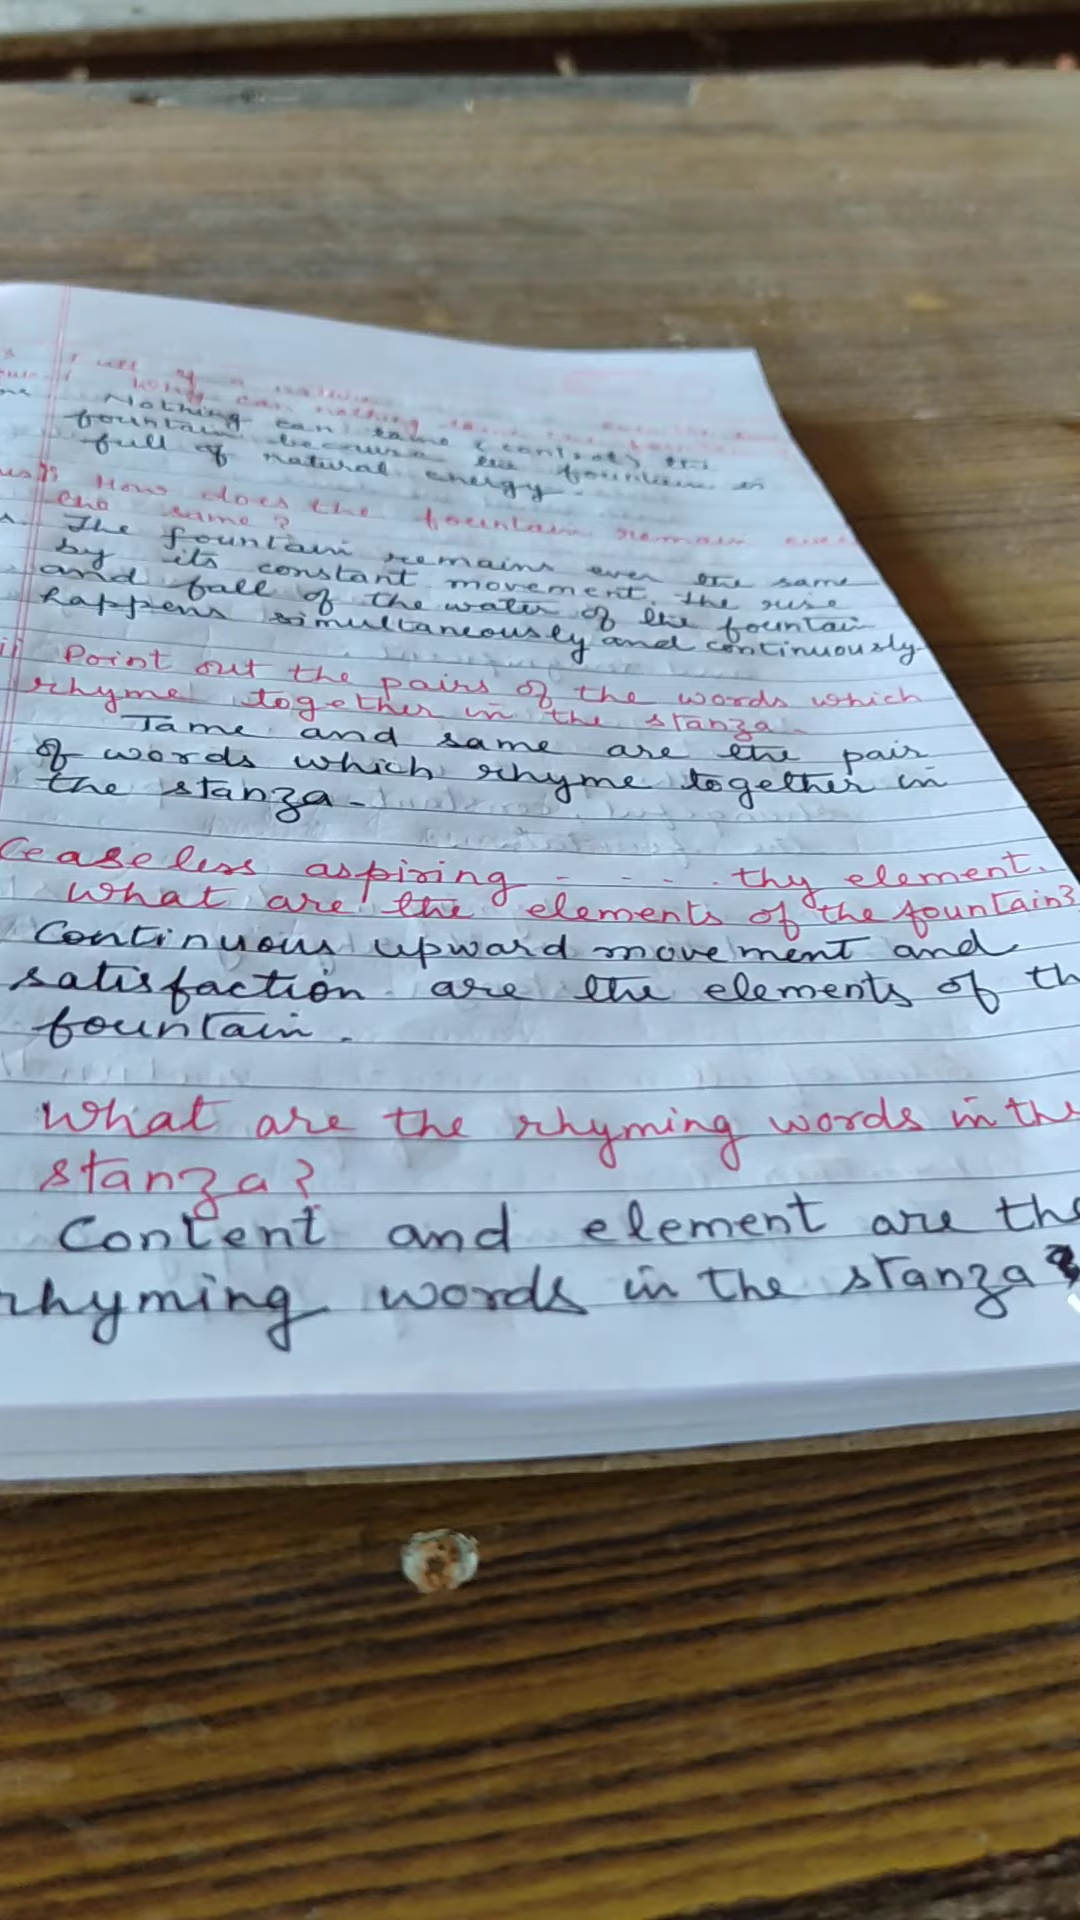 Nothing can tame (control) the
fountain because the fountain is
full of natural energy.
How does the fountain remain ever
the same?
The fountain remains ever the same
by its constant movement. the rise
and fall of the water of the fountain
happens simultaneously and continuously.
Point out the pairs of the words which
rhyme together in the stanza.
Tame and same are the pair
of words which rhyme together in
the stanza.
Ceaseless aspiring - - - . thy element.
What are the elements of the fountain?
Continuous upward movement and
satisfaction are the elements of th
fountain.
What are the rhyming words in the
stanza?
Content and element are the
rhyming words in the stanza